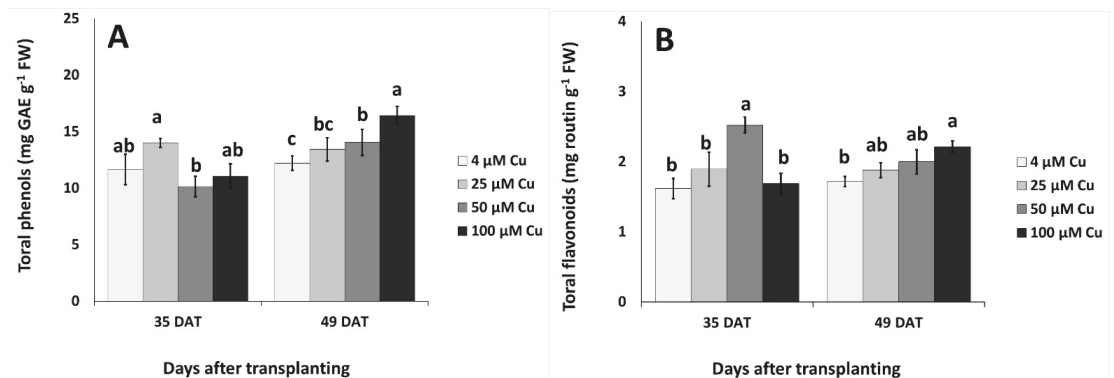 A
Toral phenols (mg GAE g-1 FW)
25
20
15
10
5
0
ab
a
b
ab
c
bc
b
a
35 DAT
49 DAT
Days after transplanting
4 μM Cu
25 μM Cu
50 μM Cu
100 μM Cu
B
Toral flavonoids (mg routin g-1 FW)
4
3
2
1
0
b
b
a
b
b
ab
ab
a
35 DAT
49 DAT
Days after transplanting
4 μM Cu
25 μM Cu
50 μM Cu
100 μM Cu